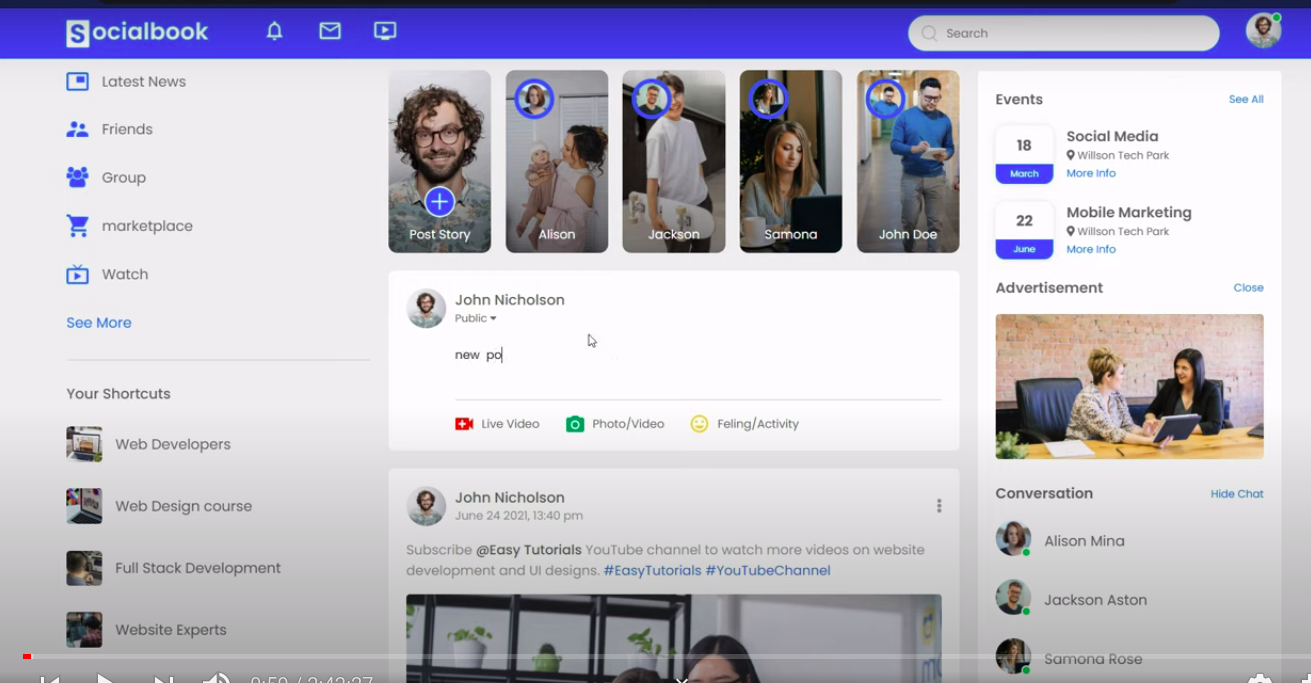 Socialbook
Search
Latest News
Friends
Group
marketplace
Watch
See More
Your Shortcuts
Web Developers
Web Design course
Full Stack Development
Website Experts
Post Story
Alison
Jackson
Samona
John Doe
John Nicholson
Public
new po
Live Video
Photo/Video
Feling/Activity
John Nicholson
June 24 2021, 13:40 pm
Subscribe @Easy Tutorials YouTube channel to watch more videos on website
development and UI designs. #EasyTutorials #YouTubeChannel
Events
See All
18
March
Social Media
Willson Tech Park
More Info
22
June
Mobile Marketing
Willson Tech Park
More Info
Advertisement
Close
Conversation
Hide Chat
Alison Mina
Jackson Aston
Samona Rose